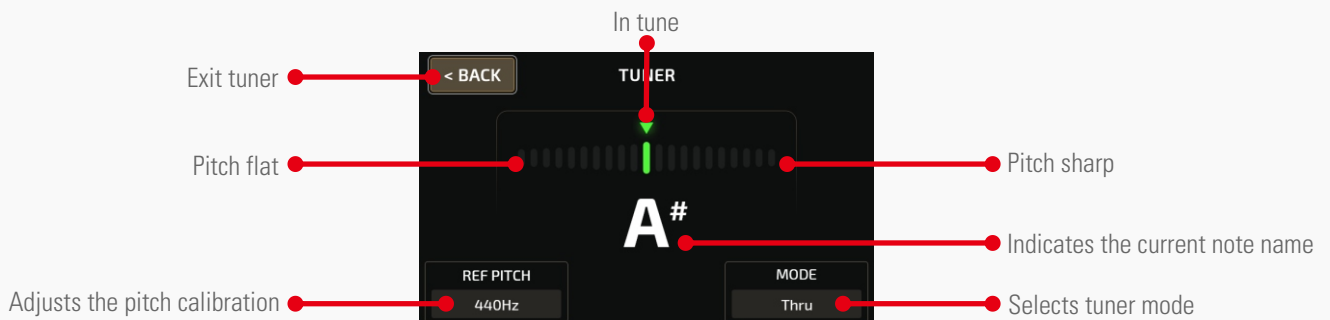 In tune
Exit tuner
< BACK
TUNER
Pitch flat
Pitch sharp
A#
Indicates the current note name
REF PITCH
MODE
Adjusts the pitch calibration
440Hz
Thru
Selects tuner mode